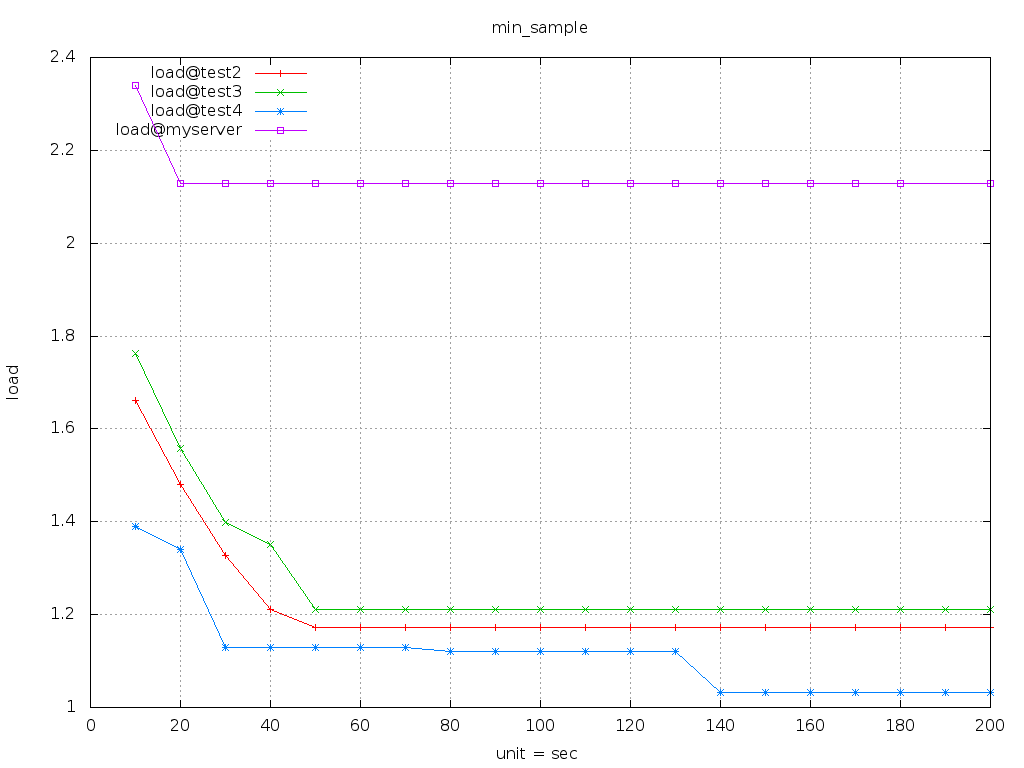 min_sample
2.4
2.2
2
1.8
1.6
1.4
1.2
1
load
load@test2
load@test3
load@test4
load@myserver
0 20 40 60 80 100 120 140 160 180 200
unit = sec